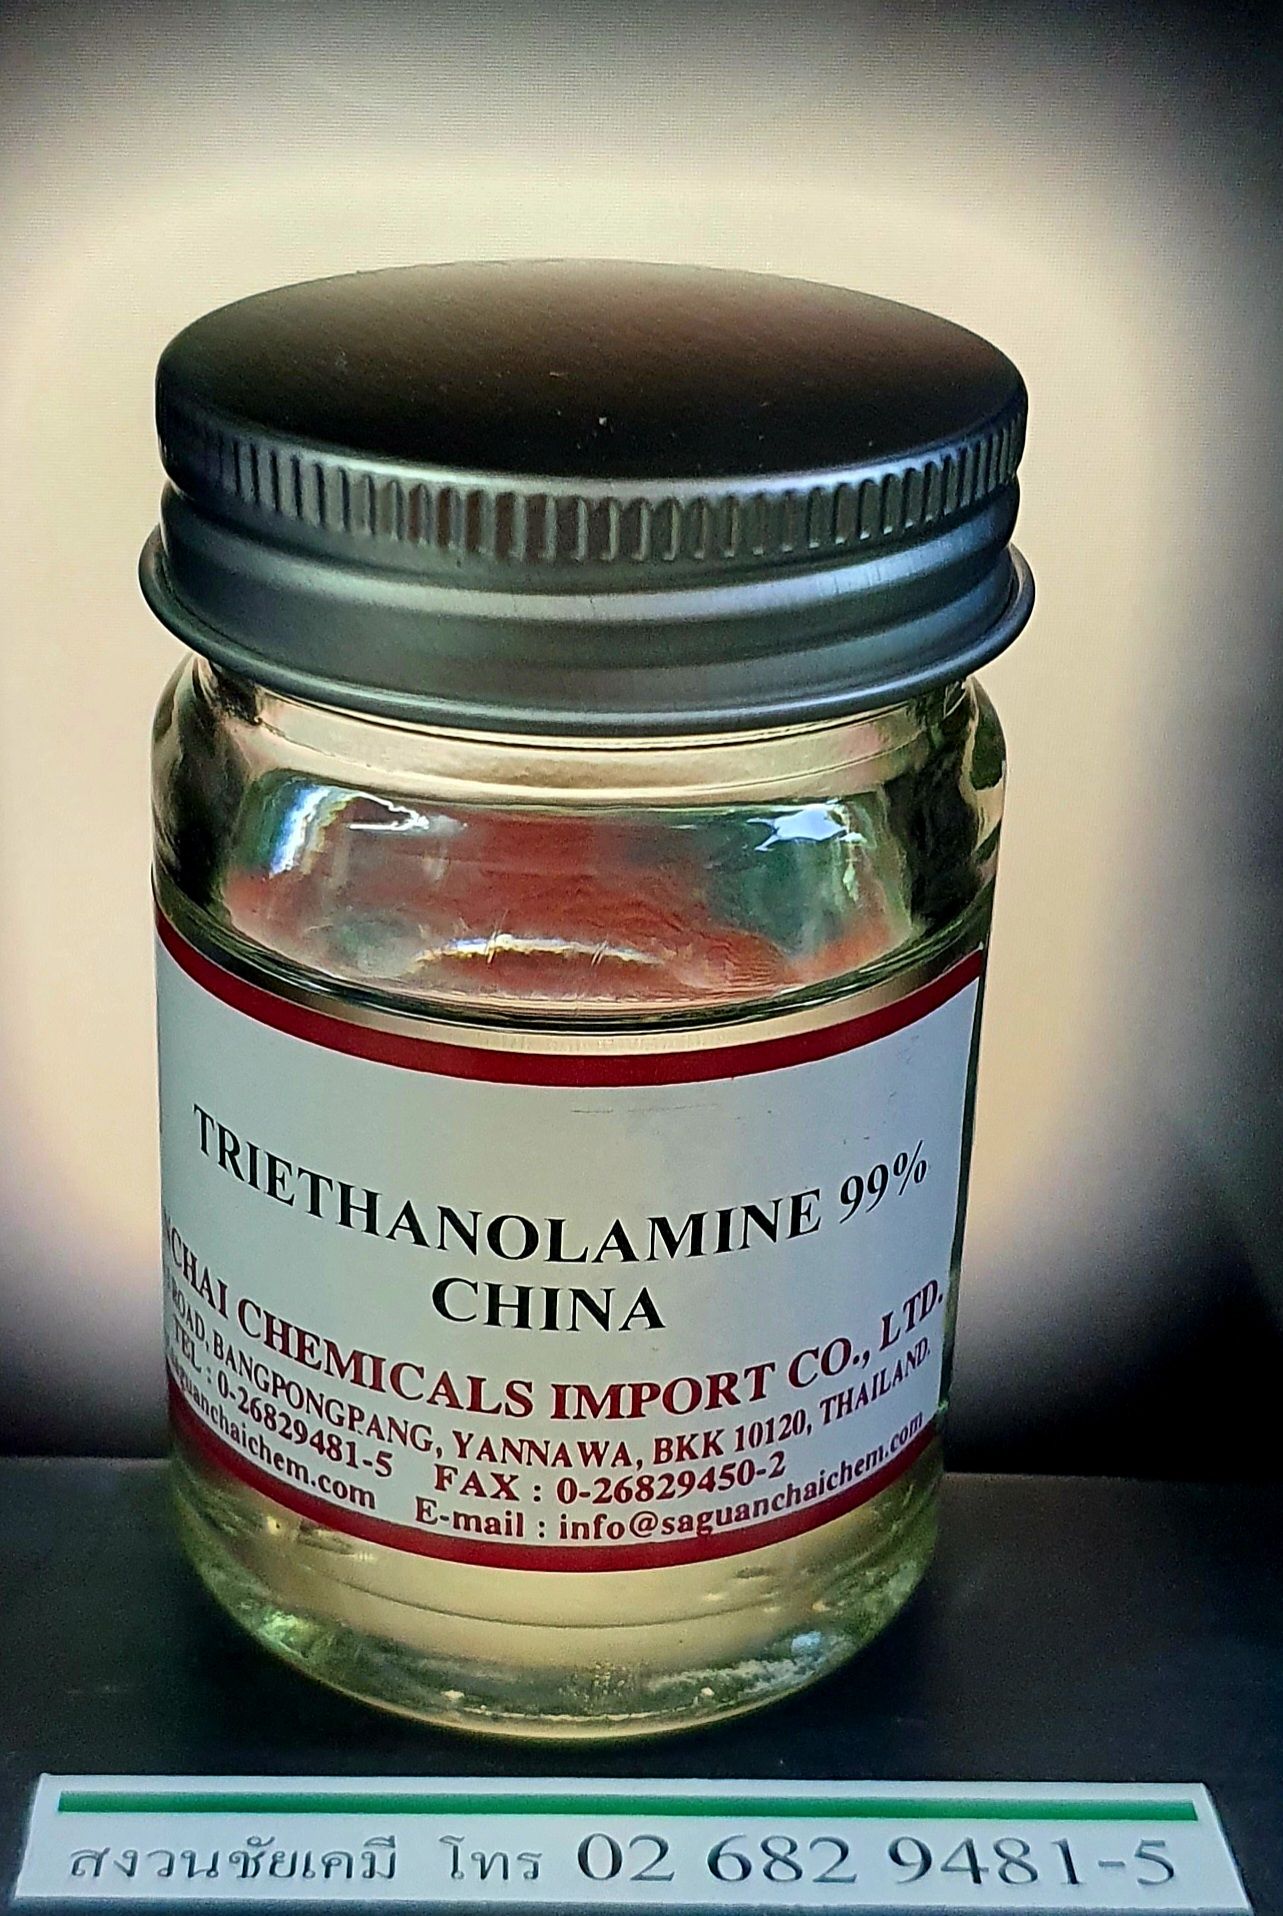 TRIETHANOLAMINE 99%
CHINA
CHEMICALS IMPORT CO., LTD.
ROAD, BANGPONGPANG, YANNAWA, BKK 10120, THAILAND.
TEL : 0-26829481-5 FAX : 0-26829450-2
E-mail : info@saguanchaichem.com
สงวนชัยเคมี โทร 02 682 9481-5